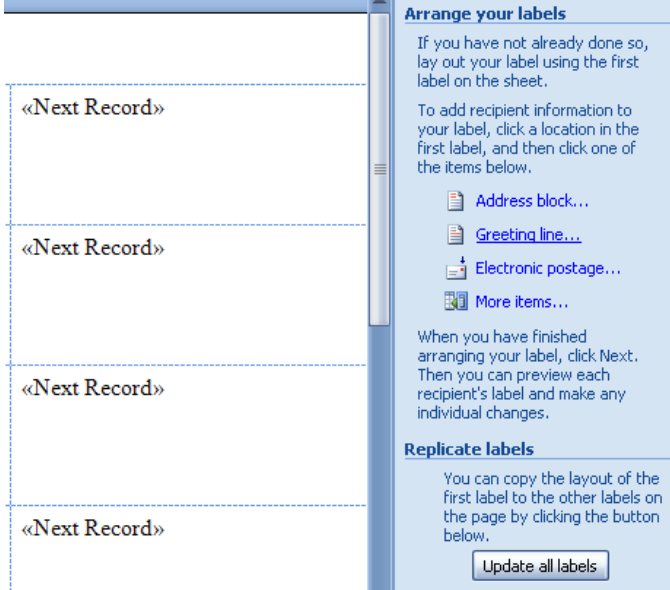 «Next Record»
«Next Record»
«Next Record»
«Next Record»
Arrange your labels
If you have not already done so,
lay out your label using the first
label on the sheet.
To add recipient information to
your label, click a location in the
first label, and then click one of
the items below.
Address block...
Greeting line...
Electronic postage...
More items...
When you have finished
arranging your label, click Next.
Then you can preview each
recipient's label and make any
individual changes.
Replicate labels
You can copy the layout of the
first label to the other labels on
the page by clicking the button
below.
Update all labels